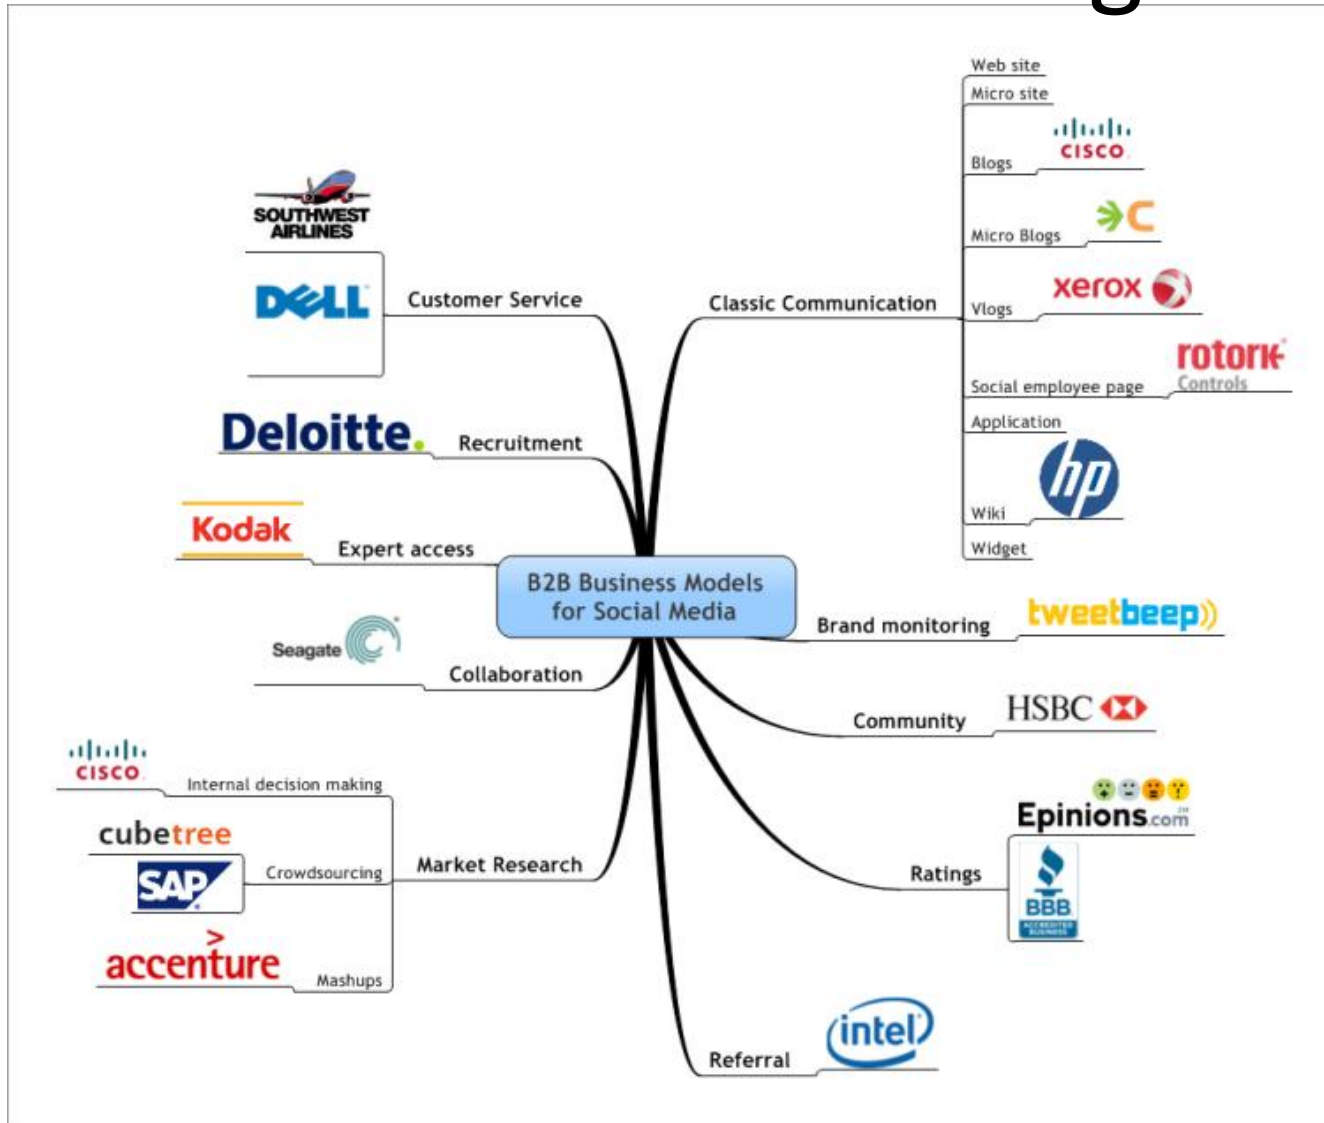 g
Web site
Micro site
CISCO
Blogs
C
Micro Blogs
xerox
Vlogs
rotork
Controls
Social employee page
Application
hp
Wiki
Widget
Classic Communication
SOUTHWEST
AIRLINES
DELL
Customer Service
Deloitte.
Recruitment
Kodak
Expert access
B2B Business Models
for Social Media
Seagate
Collaboration
tweetbeep
Brand monitoring
HSBC
Community
CISCO
Internal decision making
cubetree
SAP
Crowdsourcing
Market Research
accenture
Mashups
Epinions.com
SM
Ratings
BBB
ACCREDITED
BUSINESS
intel
Referral